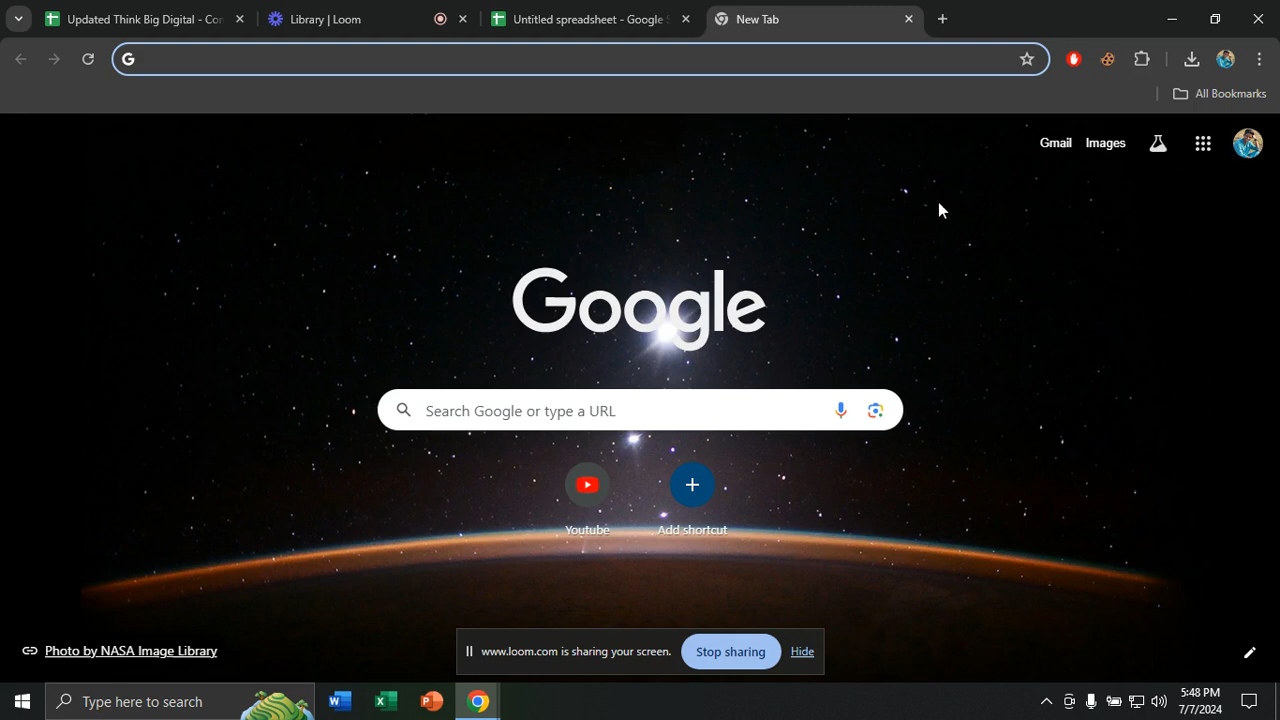 Updated Think Big Digital - Con
Library | Loom
Untitled spreadsheet - Google S
New Tab
All Bookmarks
Gmail
Images
Google
Search Google or type a URL
Youtube
Add shortcut
www.loom.com is sharing your screen.
Stop sharing
Hide
Photo by NASA Image Library
Type here to search
5:48 PM
7/7/2024